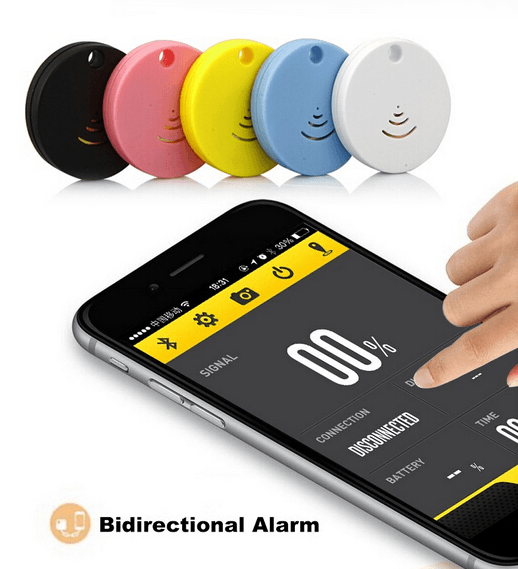 中国移动 18:31 30%
SIGNAL
00%
CONNECTION
DISCONNECTED
BATTERY
-- %
TIME
Bidirectional Alarm